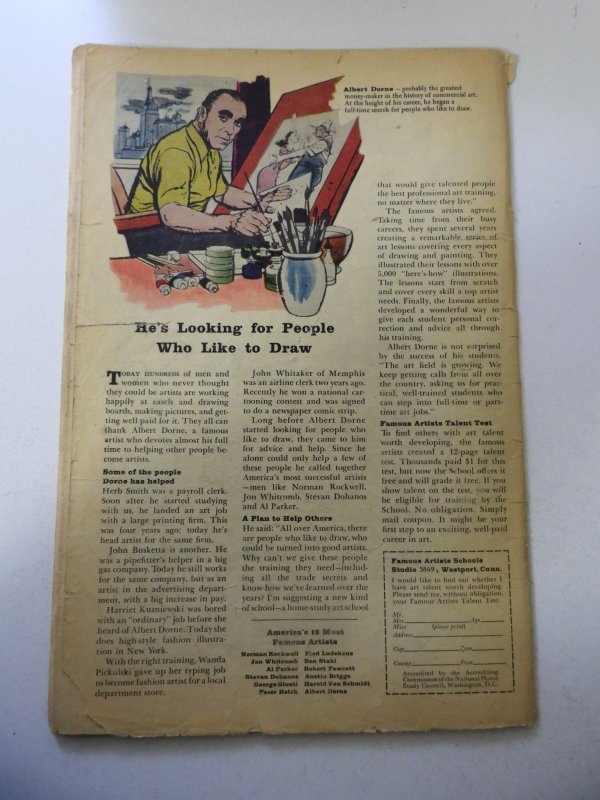 Albert Dorne — probably the greatest
money-maker in the history of commercial art.
At the height of his career, he began a
full-time search for people who like to draw.
He's Looking for People
Who Like to Draw
TODAY HUNDREDS of men and
women who never thought
they could be artists are working
happily at easels and drawing
boards, making pictures, and get-
ting well paid for it. They all can
thank Albert Dorne, a famous
artist who devotes almost his full
time to helping other people be-
come artists.
Some of the people
Dorne has helped
Herb Smith was a payroll clerk.
Soon after he started studying
with us, he landed an art job
with a large printing firm. This
was four years ago: today he's
head artist for the same firm.
John Busketta is another. He
was a pipefitter's helper in a big
gas company. Today he still works
for the same company, but as an
artist in the advertising depart-
ment, with a big increase in pay.
Harriet Kuzniewski was bored
with an "ordinary" job before she
heard of Albert Dorne. Today she
does high-style fashion illustra-
tion in New York.
With the right training, Wanda
Pickulski gave up her typing job
to become fashion artist for a local
department store.
John Whitaker of Memphis
was an airline clerk two years ago.
Recently he won a national car-
tooning contest and was signed
to do a newspaper comic strip.
Long before Albert Dorne
started looking for people who
like to draw, they came to him
for advice and help. Since he
alone could only help a few of
these people he called together
America's most successful artists
—men like Norman Rockwell,
Jon Whitcomb, Stevan Dohanos
and Al Parker.
A Plan to Help Others
He said: "All over America, there
are people who like to draw, who
could be turned into good artists.
Why can't we give these people
the training they need—includ-
ing all the trade secrets and
know-how we've learned over the
years? I'm suggesting a new kind
of school—a home-study art school
America's 12 Most
Famous Artists
Norman Rockwell Fred Ludekens
Jon Whitcomb Ben Stahl
Al Parker Robert Fawcett
Stevan Dohanos Austin Briggs
George Giusti Harold Von Schmidt
Peter Helck Albert Dorne
that would give talented people
the best professional art training,
no matter where they live."
The famous artists agreed.
Taking time from their busy
careers, they spent several years
creating a remarkable series of
art lessons covering every aspect
of drawing and painting. They
illustrated their lessons with over
5,000 "here's-how" illustrations.
The lessons start from scratch
and cover every skill a top artist
needs. Finally, the famous artists
developed a wonderful way to
give each student personal cor-
rection and advice all through
his training.
Albert Dorne is not surprised
by the success of his students.
"The art field is growing. We
keep getting calls from all over
the country, asking us for prac-
tical, well-trained students who
can step into full-time or part-
time art jobs."
Famous Artists Talent Test
To find others with art talent
worth developing, the famous
artists created a 12-page talent
test. Thousands paid $1 for this
test, but now the School offers it
free and will grade it free. If you
show talent on the test, you will
be eligible for training by the
School. No obligation. Simply
mail coupon. It might be your
first step to an exciting, well-paid
career in art.
Famous Artists Schools
Studio 5849, Westport, Conn.
I would like to find out whether I
have art talent worth developing.
Please send me, without obligation,
your Famous Artists Talent Test.
Mr.
Mrs. Age
Miss (please print)
Address
City Zone
County State
Accredited by the Accrediting
Commission of the National Home
Study Council, Washington, D.C.